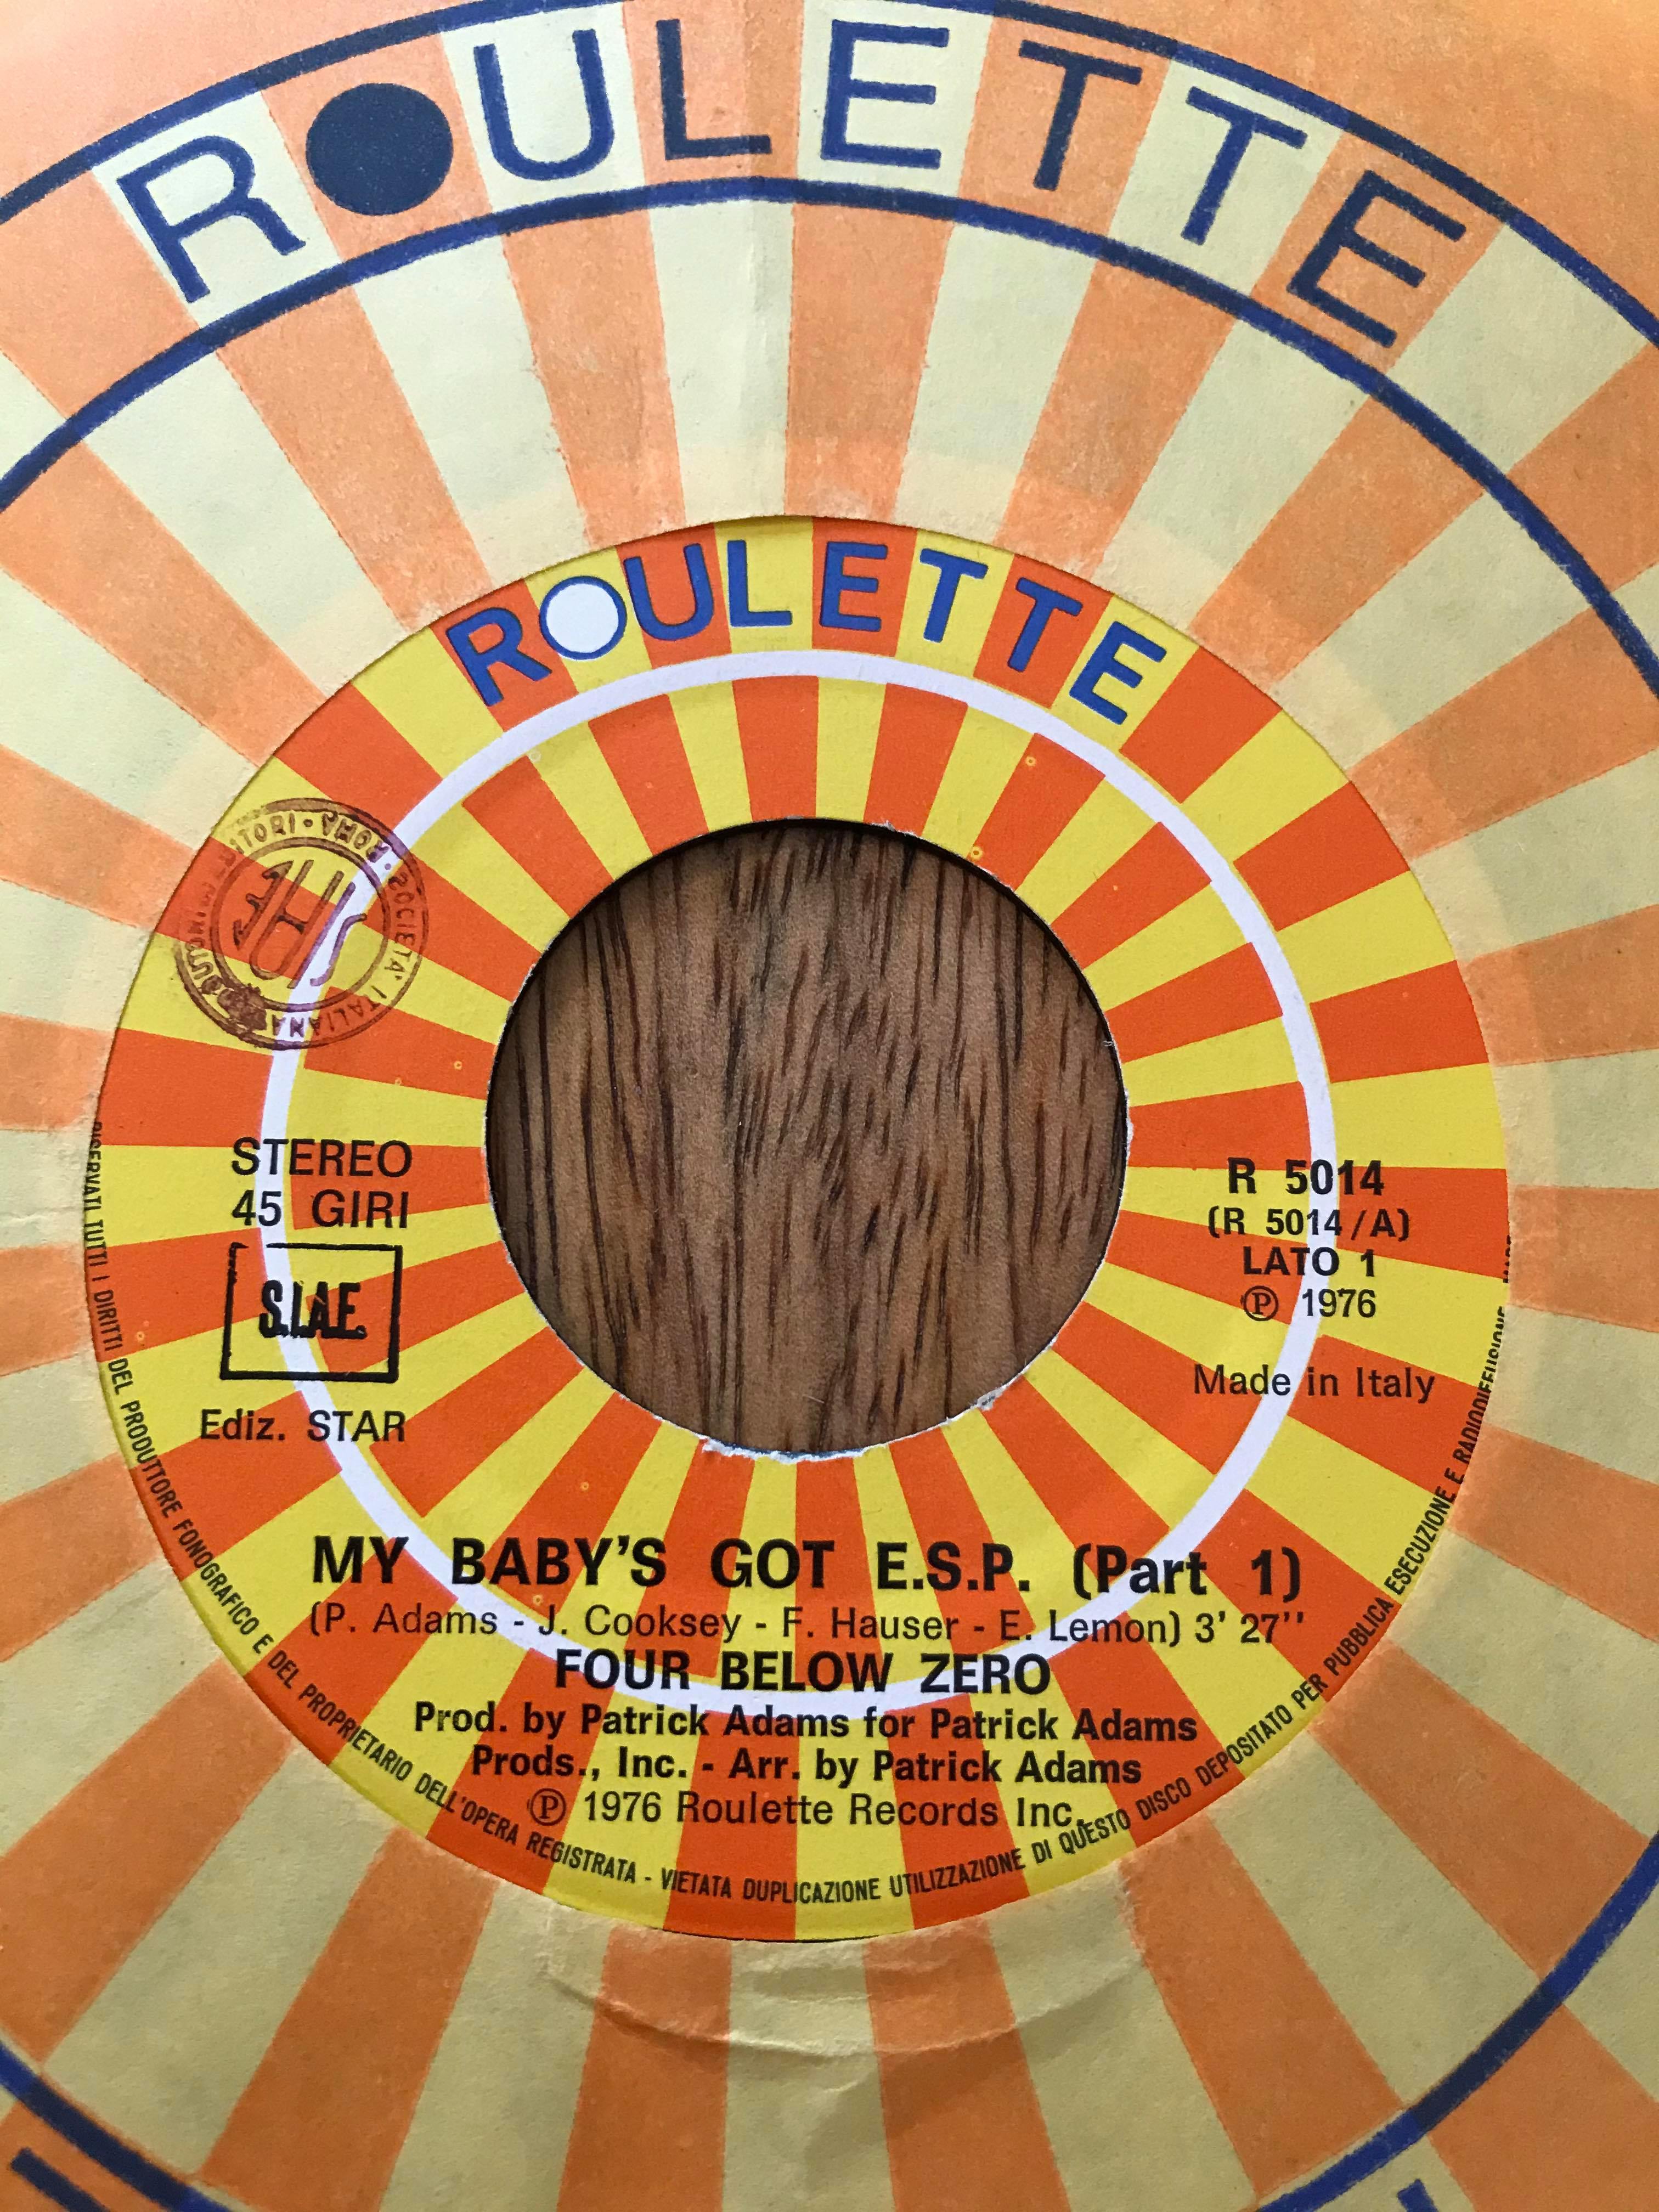 ROULETTE
ROULETTE
SOCIETA' ITALIANA
ROMA
STEREO
45 GIRI
S.I.A.E.
Ediz. STAR
R 5014
(R 5014/A)
LATO 1
Ⓟ 1976
Made in Italy
MY BABY'S GOT E.S.P. (Part 1)
(P. Adams - J. Cooksey - F. Hauser - E. Lemon) 3' 27''
FOUR BELOW ZERO
Prod. by Patrick Adams for Patrick Adams
Prods., Inc. - Arr. by Patrick Adams
Ⓟ 1976 Roulette Records Inc.
RISERVATI TUTTI I DIRITTI DEL PRODUTTORE FONOGRAFICO E DEL PROPRIETARIO DELL'OPERA REGISTRATA - VIETATA DUPLICAZIONE UTILIZZAZIONE DI QUESTO DISCO DEPOSITATO PER PUBBLICA ESECUZIONE E RADIODIFFUSIONE